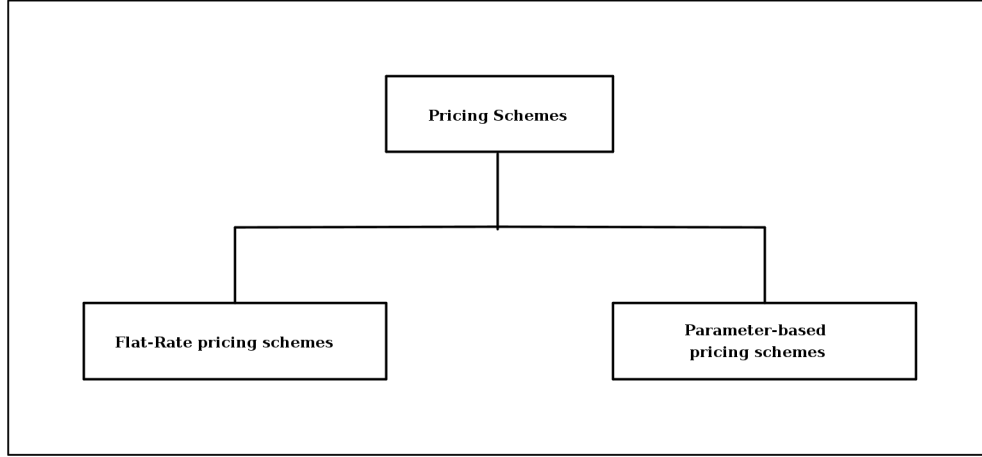 Pricing Schemes
Flat-Rate pricing schemes
Parameter-based
pricing schemes